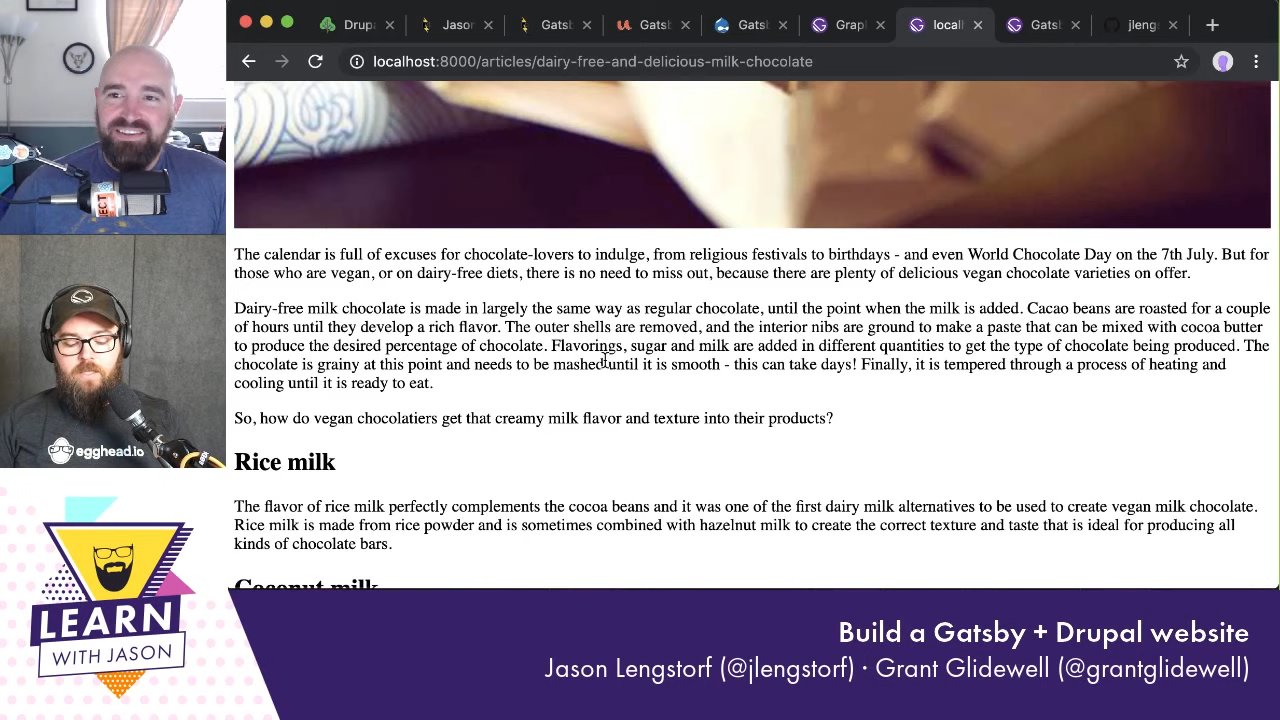 Drupa
Jason
Gatsb
Gatsb
Gatsb
Grap
local
Gatsb
jleng
localhost:8000/articles/dairy-free-and-delicious-milk-chocolate
The calendar is full of excuses for chocolate-lovers to indulge, from religious festivals to birthdays - and even World Chocolate Day on the 7th July. But for
those who are vegan, or on dairy-free diets, there is no need to miss out, because there are plenty of delicious vegan chocolate varieties on offer.
Dairy-free milk chocolate is made in largely the same way as regular chocolate, until the point when the milk is added. Cacao beans are roasted for a couple
of hours until they develop a rich flavor. The outer shells are removed, and the interior nibs are ground to make a paste that can be mixed with cocoa butter
to produce the desired percentage of chocolate. Flavorings, sugar and milk are added in different quantities to get the type of chocolate being produced. The
chocolate is grainy at this point and needs to be mashed until it is smooth - this can take days! Finally, it is tempered through a process of heating and
cooling until it is ready to eat.
So, how do vegan chocolatiers get that creamy milk flavor and texture into their products?
Rice milk
The flavor of rice milk perfectly complements the cocoa beans and it was one of the first dairy milk alternatives to be used to create vegan milk chocolate.
Rice milk is made from rice powder and is sometimes combined with hazelnut milk to create the correct texture and taste that is ideal for producing all
kinds of chocolate bars.
Coconut milk
egghead.io
LEARN
WITH JASON
Build a Gatsby + Drupal website
Jason Lengstorf (@jlengstorf) · Grant Glidewell (@grantglidewell)